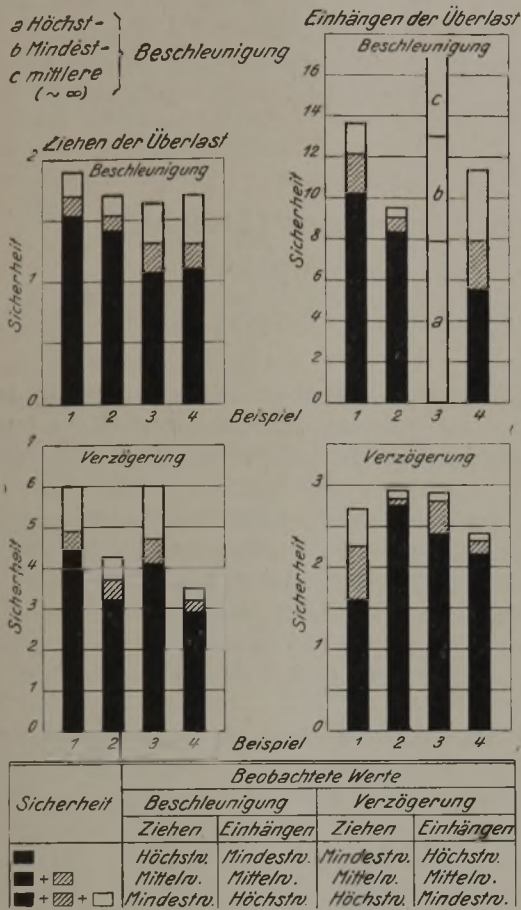 a Höchst-
b Mindest-
c mittlere
(~ ∞)
Beschleunigung
Einhängen der Überlast
Beschleunigung
16
14
12
10
8
6
4
2
0
Sicherheit
c
b
a
1 2 3 4
Ziehen der Überlast
Beschleunigung
2
1
0
Sicherheit
1 2 3 4
Beispiel
Verzögerung
7
6
5
4
3
2
1
0
Sicherheit
1 2 3 4
Beispiel
Verzögerung
3
2
1
0
Sicherheit
1 2 3 4
Sicherheit
Beobachtete Werte
Beschleunigung Verzögerung
Ziehen Einhängen Ziehen Einhängen
Höchstw. Mindestw. Mindestw. Höchstw.
+ Mittelw. Mittelw. Mittelw. Mittelw.
+ + Mindestw. Höchstw. Höchstw. Mindestw.